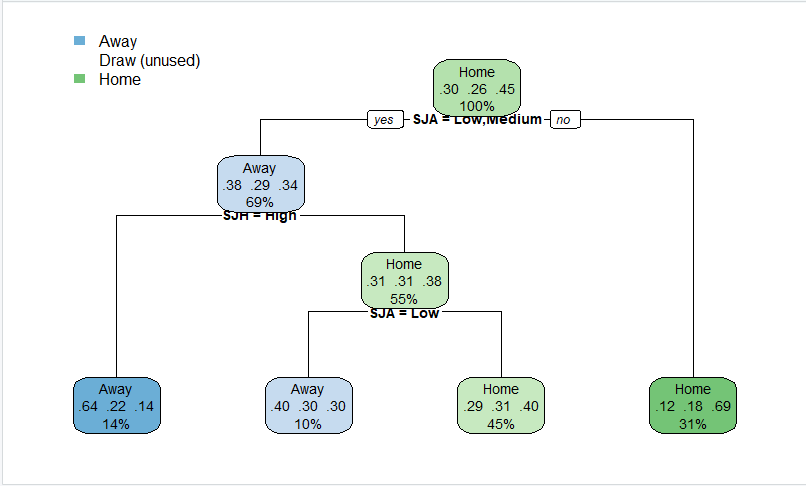 Away
Draw (unused)
Home
Home
.30 .26 .45
100%
yes SJA = Low,Medium no
Away
.38 .29 .34
69%
SJH = High
Home
.31 .31 .38
55%
SJA = Low
Away
.64 .22 .14
14%
Away
.40 .30 .30
10%
Home
.29 .31 .40
45%
Home
.12 .18 .69
31%